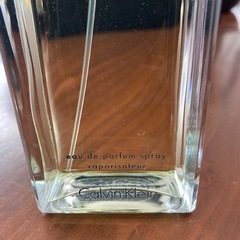 eau de parfum spray
vaporisateur
Calvin Klein